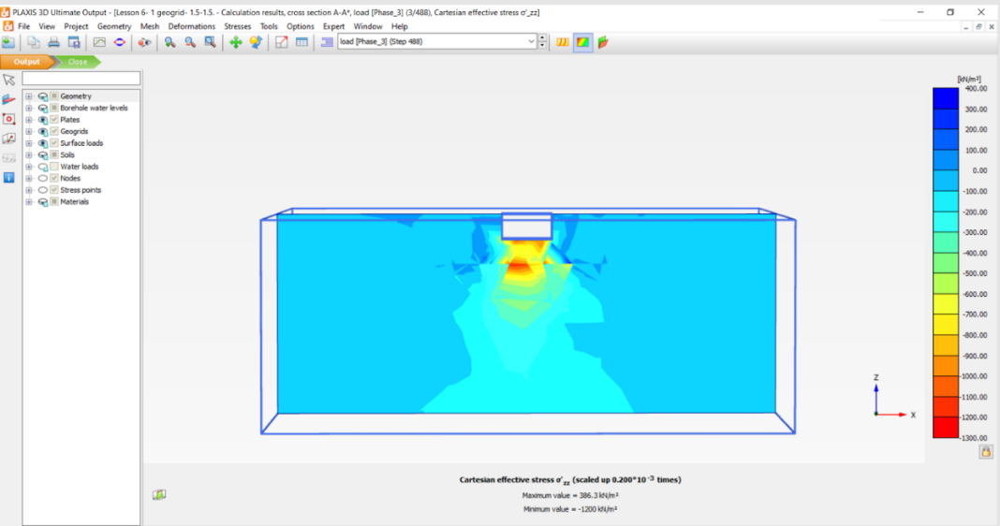 PLAXIS 3D Ultimate Output - [Lesson 6- 1 geogrid- 1.5-1.5. - Calculation results, cross section A-A*, load [Phase_3] (3/488), Cartesian effective stress σ'_zz]
File View Project Geometry Mesh Deformations Stresses Tools Options Expert Window Help
load [Phase_3] (Step 488)
Output Close
Geometry
Borehole water levels
Plates
Geogrids
Surface loads
Soils
Water loads
Nodes
Stress points
Materials
[kN/m²]
400.00
300.00
200.00
100.00
0.00
-100.00
-200.00
-300.00
-400.00
-500.00
-600.00
-700.00
-800.00
-900.00
-1000.00
-1100.00
-1200.00
-1300.00
Z
X
Cartesian effective stress σ'zz (scaled up 0.200*10-3 times)
Maximum value = 386.3 kN/m²
Minimum value = -1200 kN/m²